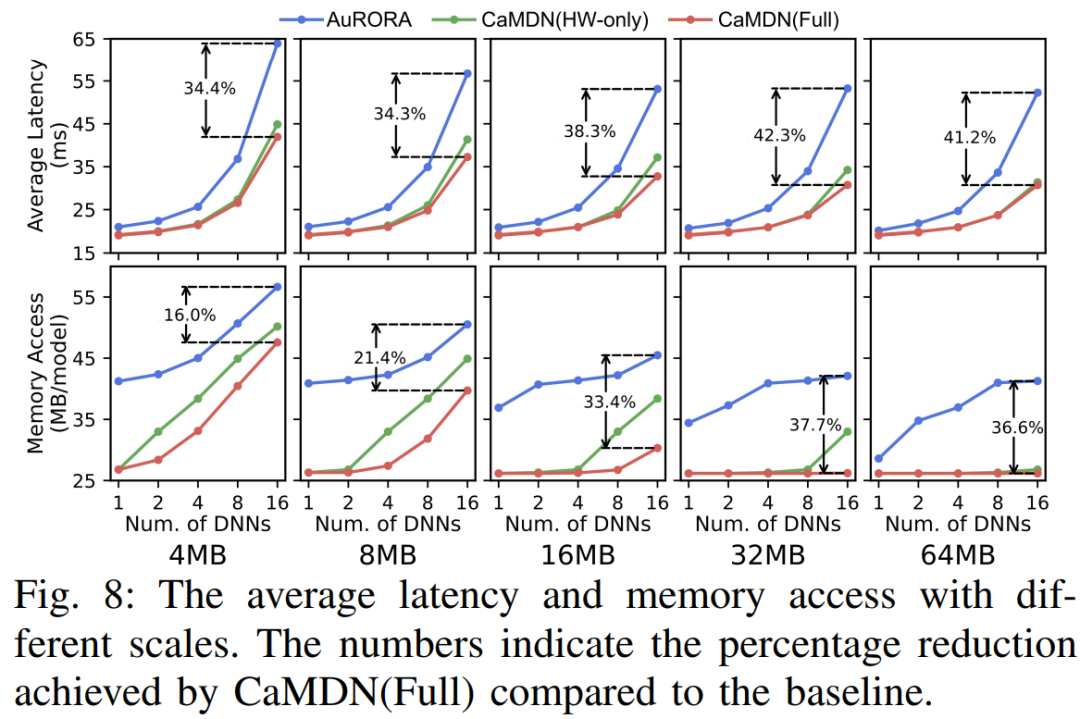 AuRORA CaMDN(HW-only) CaMDN(Full)
Average Latency
(ms)
65
55
45
35
25
15
34.4%
34.3%
38.3%
42.3%
41.2%
Memory Access
(MB/model)
55
45
35
25
16.0%
21.4%
33.4%
37.7%
36.6%
1 2 4 8 16 1 2 4 8 16 1 2 4 8 16 1 2 4 8 16 1 2 4 8 16
Num. of DNNs Num. of DNNs Num. of DNNs Num. of DNNs Num. of DNNs
4MB 8MB 16MB 32MB 64MB
Fig. 8: The average latency and memory access with dif-
ferent scales. The numbers indicate the percentage reduction
achieved by CaMDN(Full) compared to the baseline.